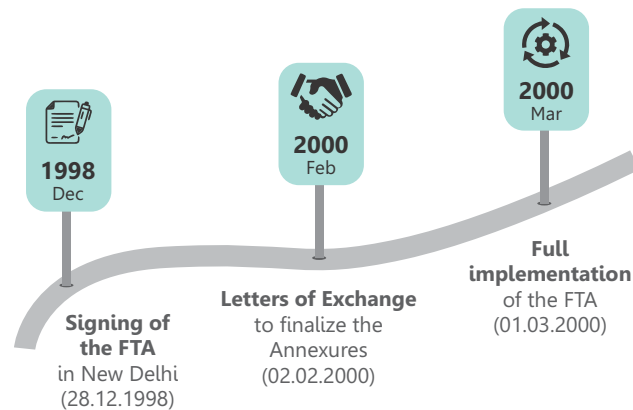 1998
Dec
Signing of
the FTA
in New Delhi
(28.12.1998)
2000
Feb
Letters of Exchange
to finalize the
Annexures
(02.02.2000)
2000
Mar
Full
implementation
of the FTA
(01.03.2000)